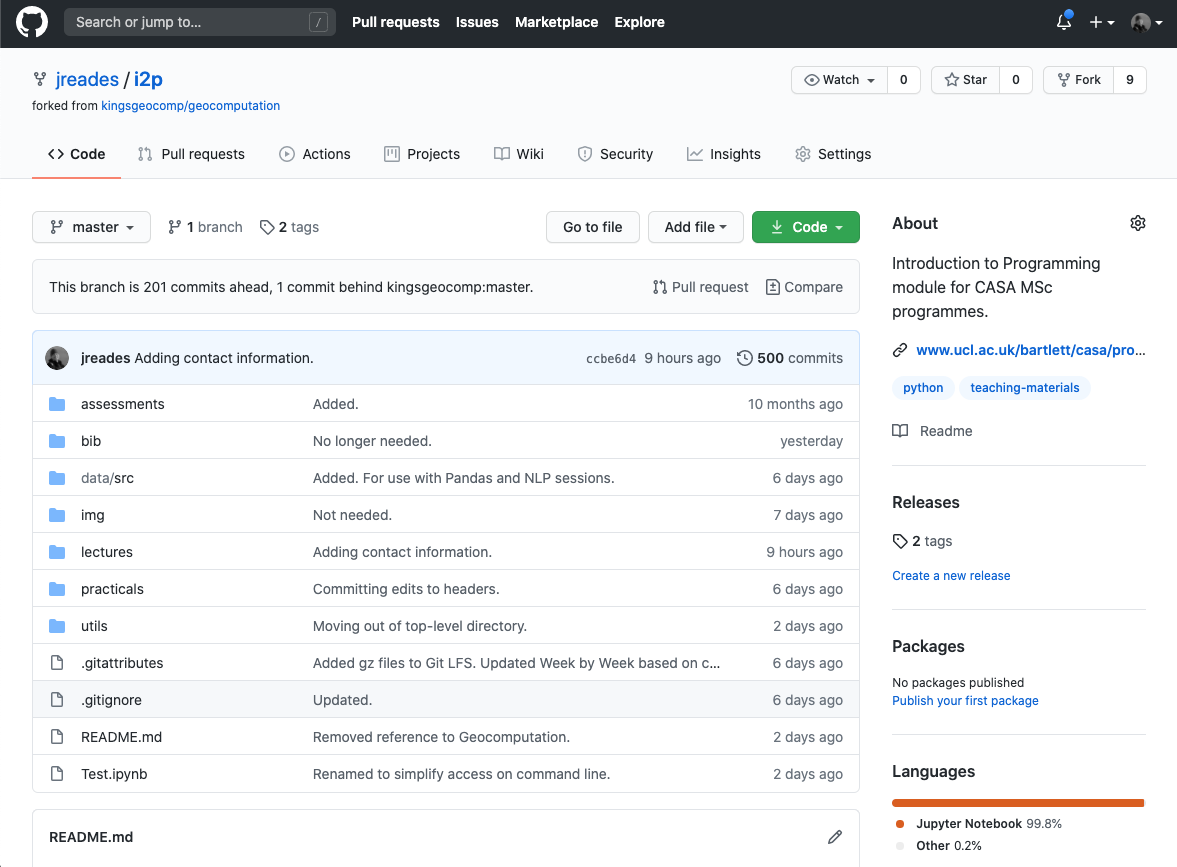 Search or jump to… /
Pull requests Issues Marketplace Explore
jreades / i2p
Watch 0 Star 0 Fork 9
forked from kingsgeocomp/geocomputation
Code Pull requests Actions Projects Wiki Security Insights Settings
master 1 branch 2 tags Go to file Add file Code
This branch is 201 commits ahead, 1 commit behind kingsgeocomp:master. Pull request Compare
jreades Adding contact information. ccbe6d4 9 hours ago 500 commits
assessments Added. 10 months ago
bib No longer needed. yesterday
data/src Added. For use with Pandas and NLP sessions. 6 days ago
img Not needed. 7 days ago
lectures Adding contact information. 9 hours ago
practicals Committing edits to headers. 6 days ago
utils Moving out of top-level directory. 2 days ago
.gitattributes Added gz files to Git LFS. Updated Week by Week based on c… 6 days ago
.gitignore Updated. 6 days ago
README.md Removed reference to Geocomputation. 2 days ago
Test.ipynb Renamed to simplify access on command line. 2 days ago
README.md
About
Introduction to Programming
module for CASA MSc
programmes.
www.ucl.ac.uk/bartlett/casa/pro…
python teaching-materials
Readme
Releases
2 tags
Create a new release
Packages
No packages published
Publish your first package
Languages
Jupyter Notebook 99.8%
Other 0.2%